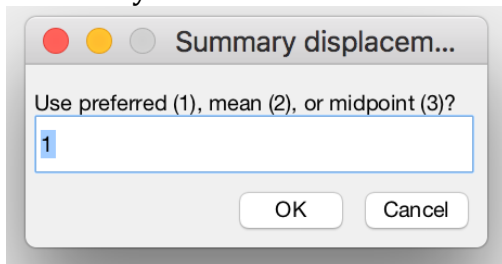 Summary displacem...
Use preferred (1), mean (2), or midpoint (3)?
1
OK
Cancel